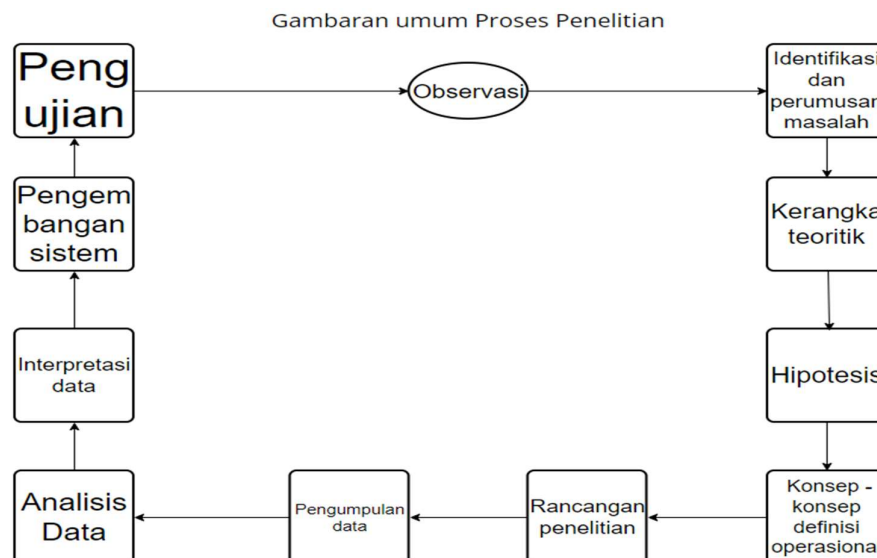 Gambaran umum Proses Penelitian
Peng
ujian
Observasi
Identifikasi
dan
perumusan
masalah
Pengem
bangan
sistem
Kerangka
teoritik
Interpretasi
data
Hipotesis
Analisis
Data
Pengumpulan
data
Rancangan
penelitian
Konsep -
konsep
definisi
operasional